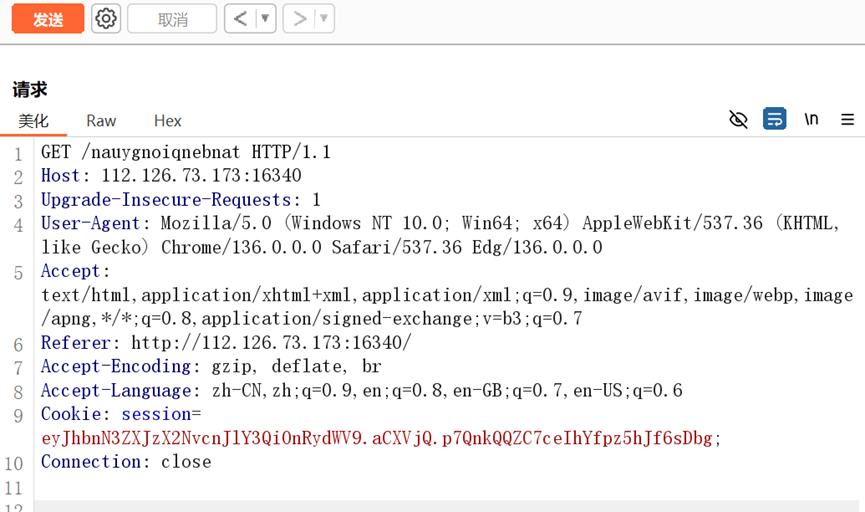 发送 取消 < ▼ > ▼
请求
美化 Raw Hex \n
1 GET /nauygnoiqnebnat HTTP/1.1
2 Host: 112.126.73.173:16340
3 Upgrade-Insecure-Requests: 1
4 User-Agent: Mozilla/5.0 (Windows NT 10.0; Win64; x64) AppleWebKit/537.36 (KHTML,
like Gecko) Chrome/136.0.0.0 Safari/537.36 Edg/136.0.0.0
5 Accept:
text/html,application/xhtml+xml,application/xml;q=0.9,image/avif,image/webp,image
/apng,*/*;q=0.8,application/signed-exchange;v=b3;q=0.7
6 Referer: http://112.126.73.173:16340/
7 Accept-Encoding: gzip, deflate, br
8 Accept-Language: zh-CN,zh;q=0.9,en;q=0.8,en-GB;q=0.7,en-US;q=0.6
9 Cookie: session=
eyJhbnN3ZXJzX2NvcnJlY3QiOnRydWV9.aCXVjQ.p7QnkQQZC7ceIhYfpz5hJf6sDbg;
10 Connection: close
11
12